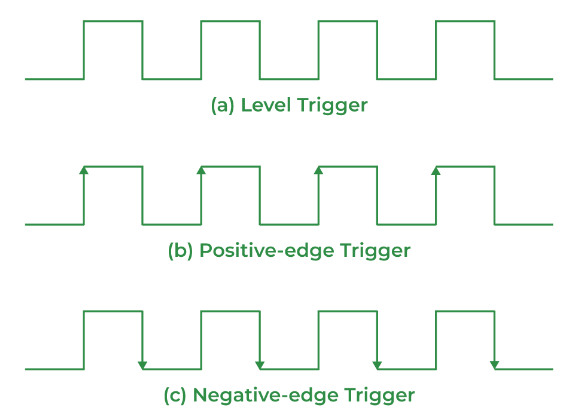 (a) Level Trigger
(b) Positive-edge Trigger
(c) Negative-edge Trigger